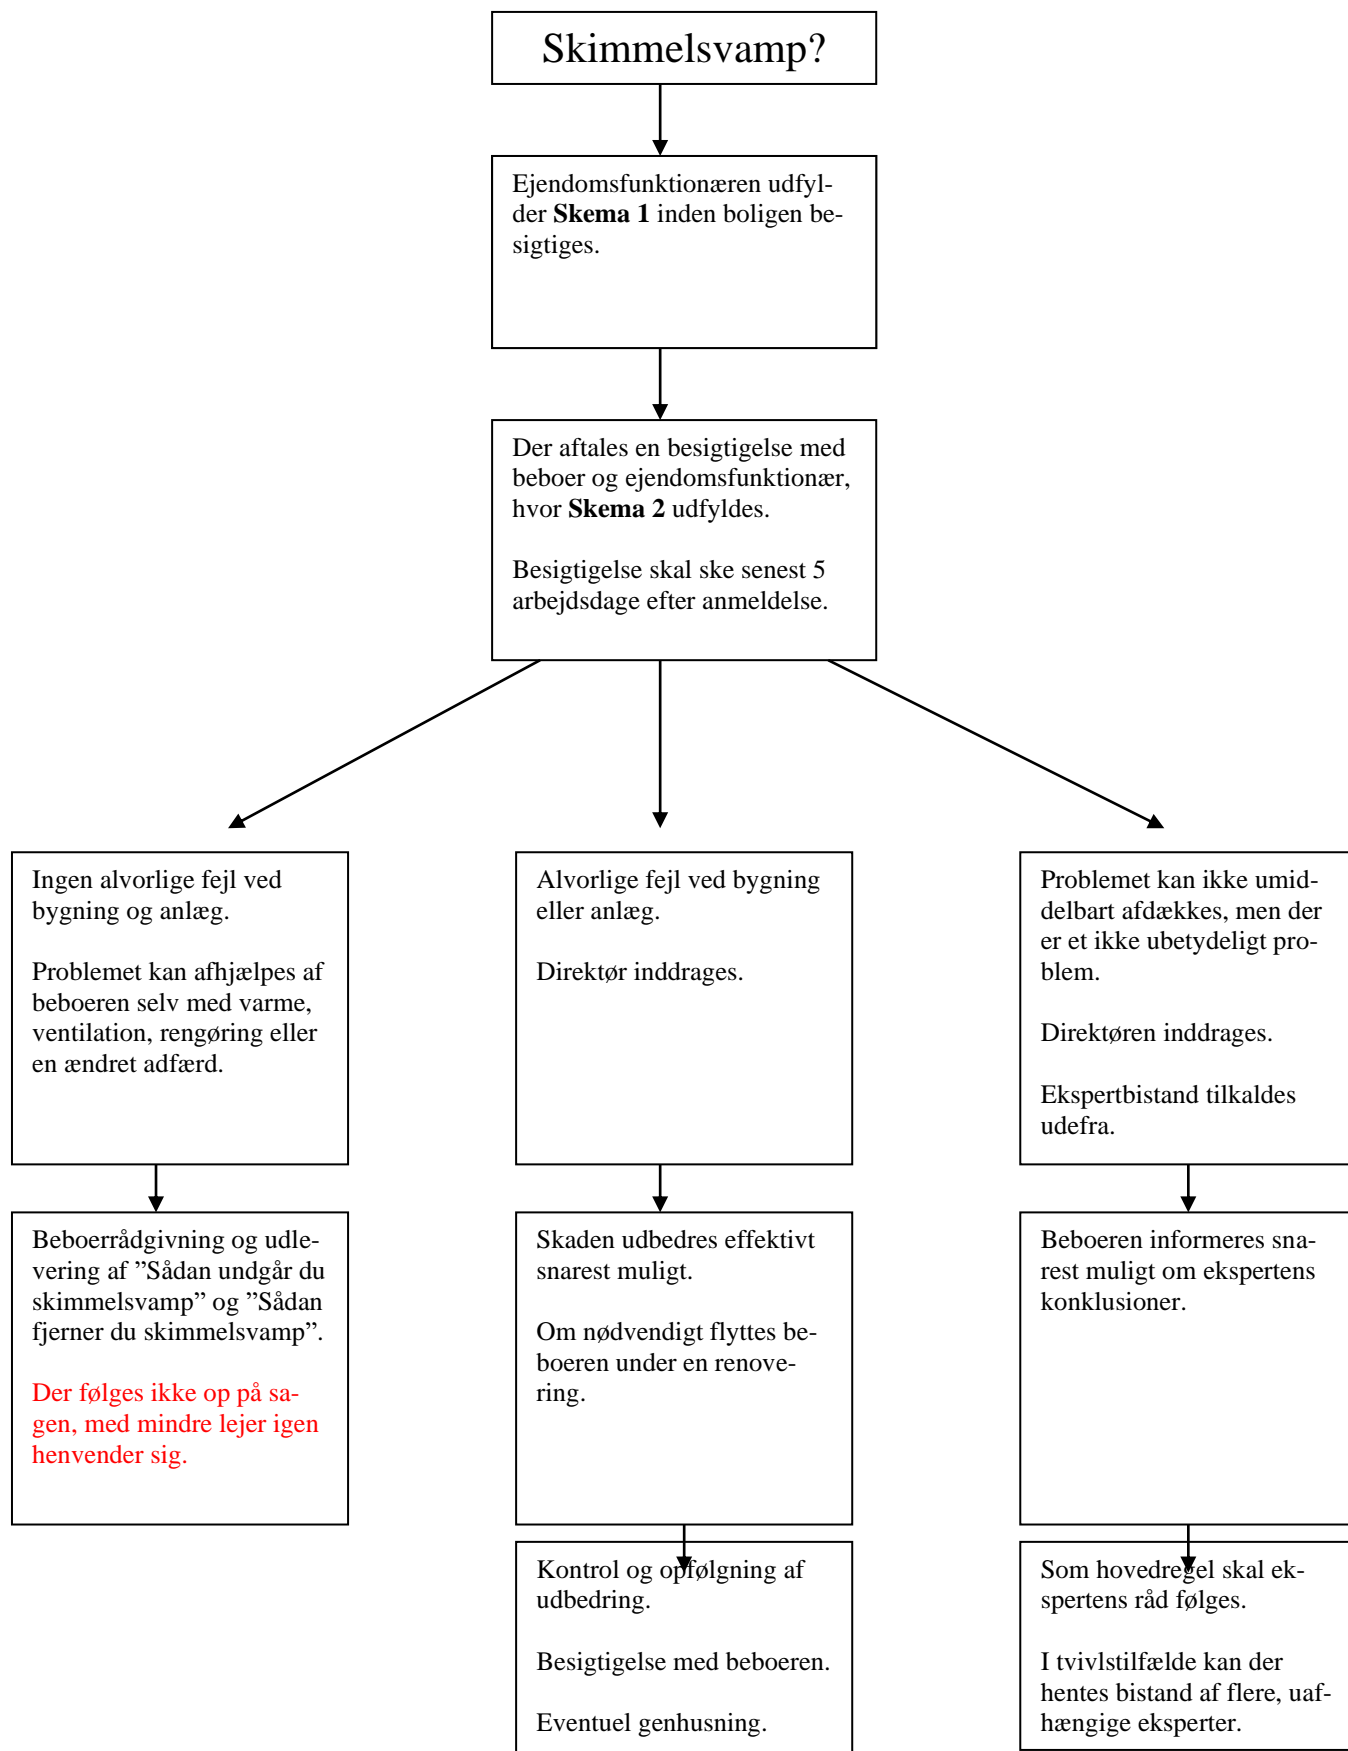 Skimmelsvamp?
Ejendomsfunktionæren udfyl-
der Skema 1 inden boligen be-
sigtiges.
Der aftales en besigtigelse med
beboer og ejendomsfunktionær,
hvor Skema 2 udfyldes.
Besigtigelse skal ske senest 5
arbejdsdage efter anmeldelse.
Ingen alvorlige fejl ved
bygning og anlæg.
Problemet kan afhjælpes af
beboeren selv med varme,
ventilation, rengøring eller
en ændret adfærd.
Alvorlige fejl ved bygning
eller anlæg.
Direktør inddrages.
Problemet kan ikke umid-
delbart afdækkes, men der
er et ikke ubetydeligt pro-
blem.
Direktøren inddrages.
Ekspertbistand tilkaldes
udefra.
Beboerrådgivning og udle-
vering af ”Sådan undgår du
skimmelsvamp” og ”Sådan
fjerner du skimmelsvamp”.
Der følges ikke op på sa-
gen, med mindre lejer igen
henvender sig.
Skaden udbedres effektivt
snarest muligt.
Om nødvendigt flyttes be-
boeren under en renove-
ring.
Beboeren informeres sna-
rest muligt om ekspertens
konklusioner.
Kontrol og opfølgning af
udbedring.
Besigtigelse med beboeren.
Eventuel genhusning.
Som hovedregel skal ek-
spertens råd følges.
I tvivlstilfælde kan der
hentes bistand af flere, uaf-
hængige eksperter.